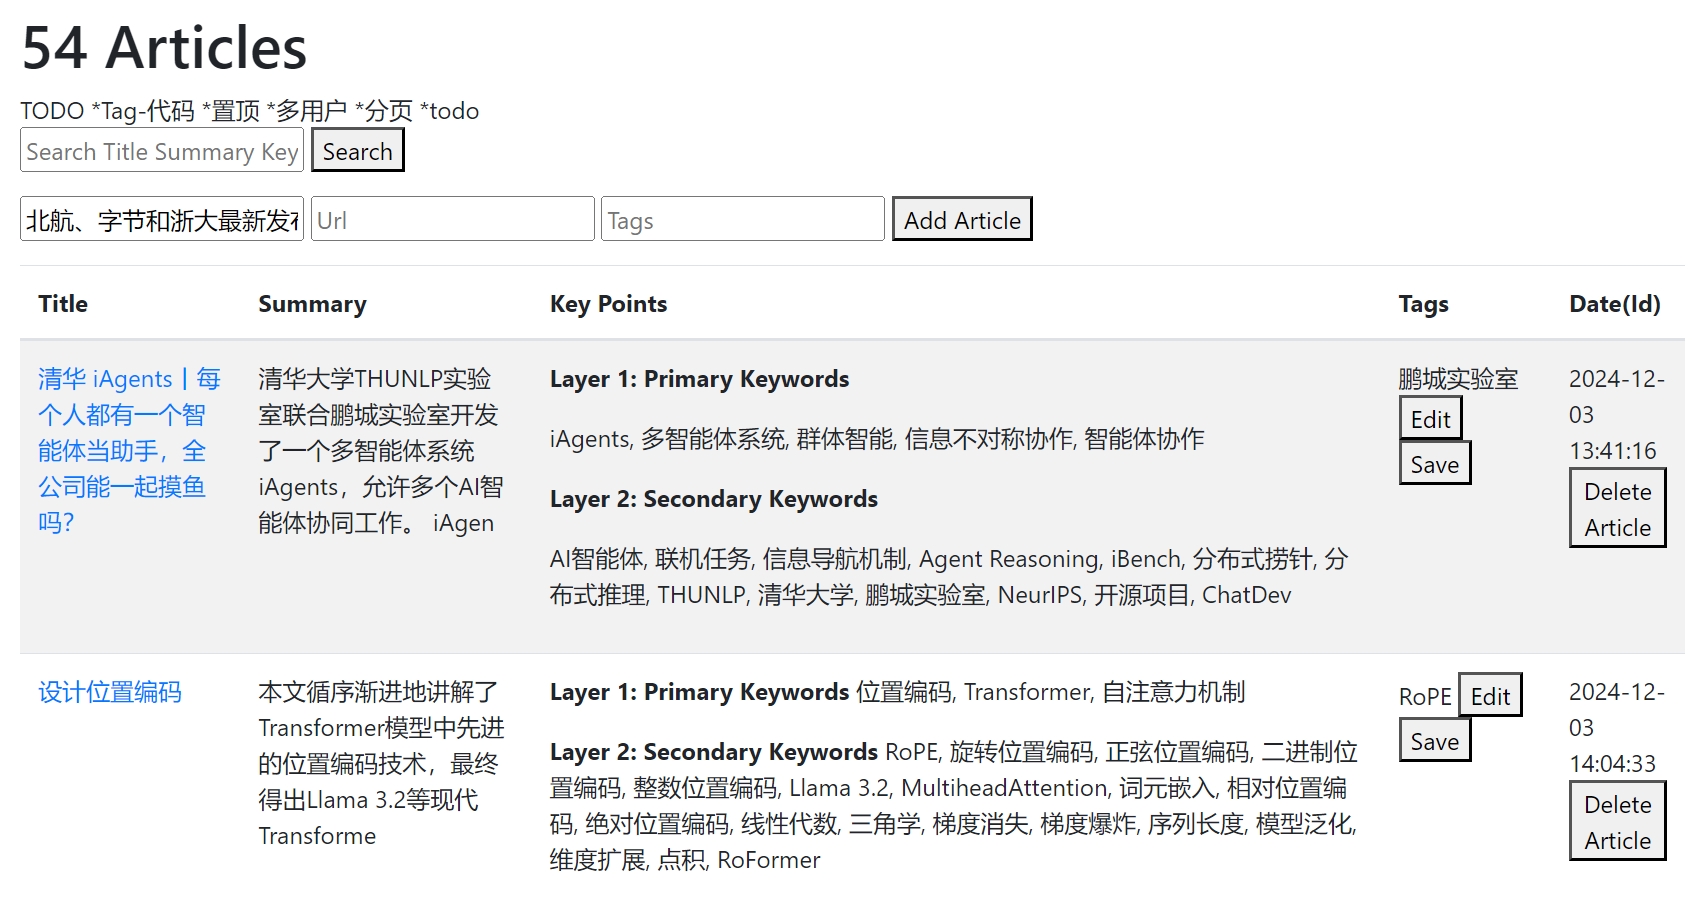 54 Articles
TODO *Tag-代码 *置顶 *多用户 *分页 *todo
Search Title Summary Key
Search
北航、字节和浙大最新发布
Url
Tags
Add Article
Title
Summary
Key Points
Tags
Date(Id)
清华 iAgents丨每
个人都有一个智
能体当助手，全
公司能一起摸鱼
吗？
清华大学THUNLP实验
室联合鹏城实验室开发
了一个多智能体系统
iAgents，允许多个AI智
能体协同工作。 iAgen
Layer 1: Primary Keywords
iAgents, 多智能体系统, 群体智能, 信息不对称协作, 智能体协作
Layer 2: Secondary Keywords
AI智能体, 联机任务, 信息导航机制, Agent Reasoning, iBench, 分布式捞针, 分
布式推理, THUNLP, 清华大学, 鹏城实验室, NeurIPS, 开源项目, ChatDev
鹏城实验室
Edit
Save
2024-12-
03
13:41:16
Delete
Article
设计位置编码
本文循序渐进地讲解了
Transformer模型中先进
的位置编码技术，最终
得出Llama 3.2等现代
Transforme
Layer 1: Primary Keywords 位置编码, Transformer, 自注意力机制
Layer 2: Secondary Keywords RoPE, 旋转位置编码, 正弦位置编码, 二进制位
置编码, 整数位置编码, Llama 3.2, MultiheadAttention, 词元嵌入, 相对位置编
码, 绝对位置编码, 线性代数, 三角学, 梯度消失, 梯度爆炸, 序列长度, 模型泛化,
维度扩展, 点积, RoFormer
RoPE Edit
Save
2024-12-
03
14:04:33
Delete
Article